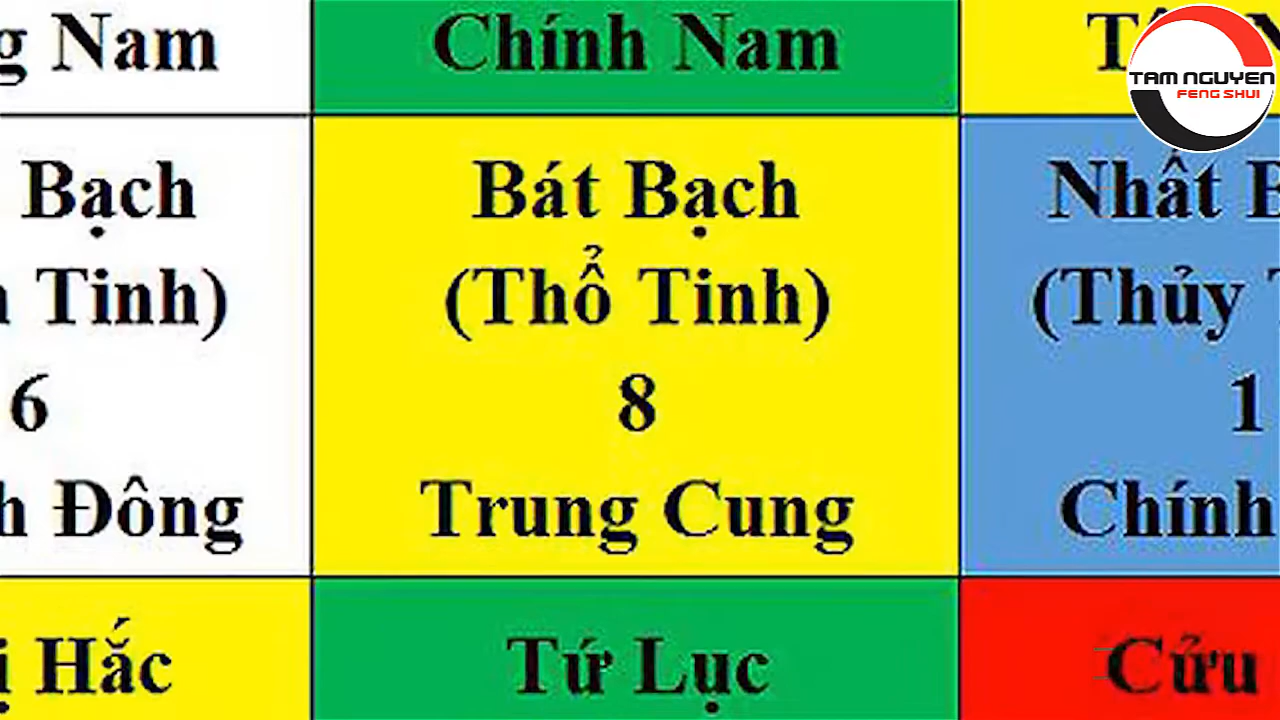 Nam
Chính Nam
TAM NGUYEN
FENG SHUI
Bạch
Bát Bạch
Nhất
Tinh)
(Thổ Tinh)
(Thủy
6
8
1
Đông
Trung Cung
Chính
Hắc
Tứ Lục
Cửu